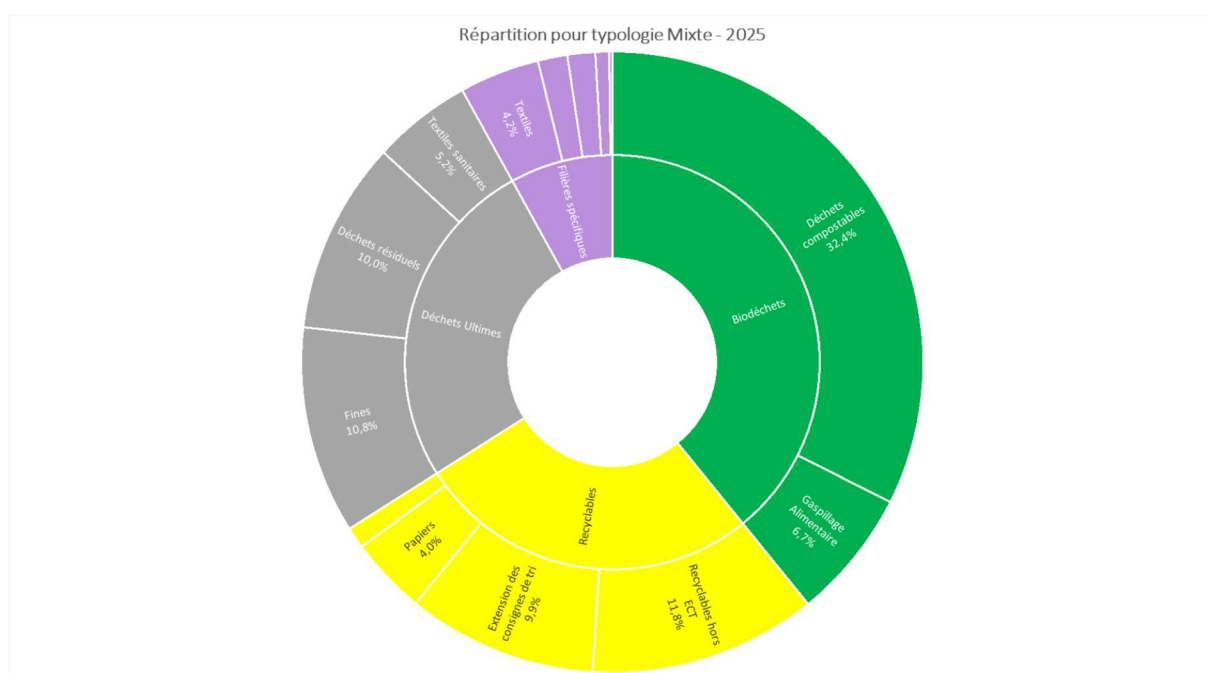 Répartition pour typologie Mixte - 2025
Déchets
compostables
32,4%
Biodéchets
Gaspillage
Alimentaire
6,7%
Recyclables hors
ECT
11,8%
Recyclables
Extension des
consignes de tri
9,9%
Papiers
4,0%
Fines
10,8%
Déchets Ultimes
Déchets résiduels
10,0%
Textiles sanitaires
5,2%
Filières spécifiques
Textiles
4,2%